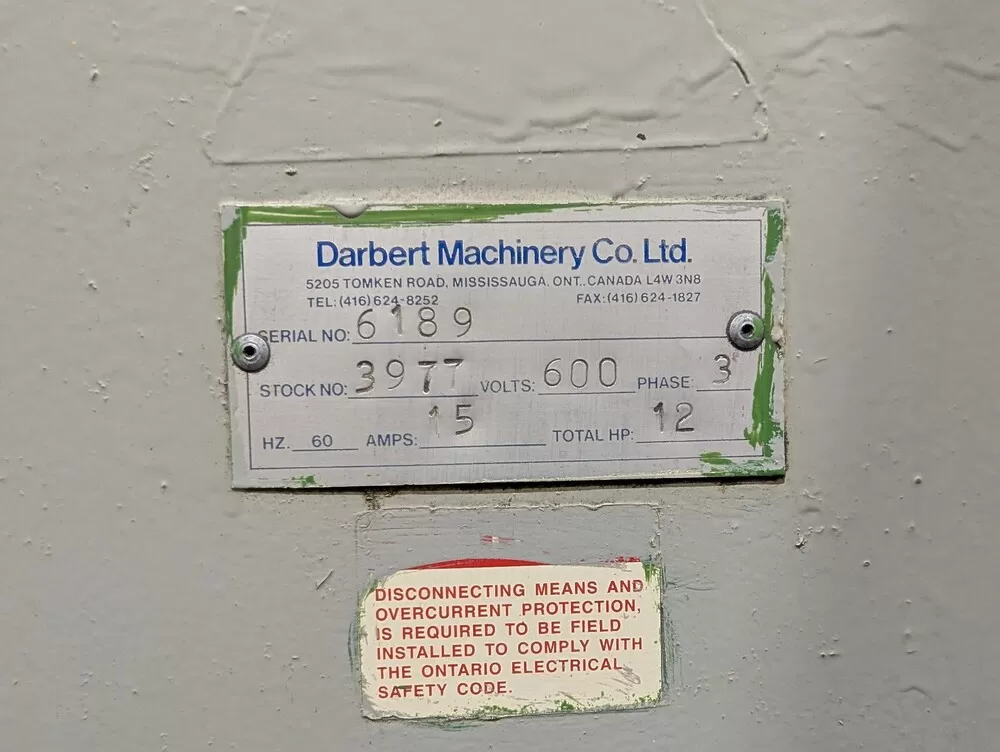 Darbert Machinery Co. Ltd.
5205 TOMKEN ROAD, MISSISSAUGA, ONT., CANADA L4W 3N8
TEL: (416) 624-8252 FAX: (416) 624-1827
SERIAL NO: 6189
STOCK NO: 3977 VOLTS: 600 PHASE: 3
HZ. 60 AMPS: 15 TOTAL HP: 12
DISCONNECTING MEANS AND
OVERCURRENT PROTECTION,
IS REQUIRED TO BE FIELD
INSTALLED TO COMPLY WITH
THE ONTARIO ELECTRICAL
SAFETY CODE.